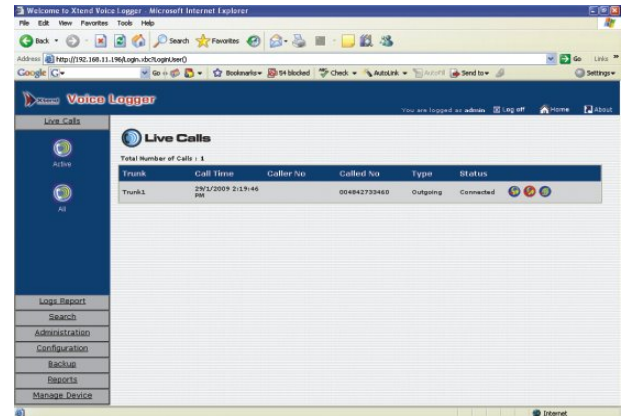 Welcome to Xtend Voice Logger - Microsoft Internet Explorer
File Edit View Favorites Tools Help
Back Search Favorites
Address http://192.168.11.196/Login.xbc?LoginUser() Go Links »
Google G Go Bookmarks 54 blocked Check AutoLink AutoFill Send to Settings
Xtend Voice Logger
You are logged as admin Log off Home About
Live Calls
Active
All
Live Calls
Total Number of Calls : 1
Trunk Call Time Caller No Called No Type Status
Trunk1 29/1/2009 2:19:46 PM 004842733460 Outgoing Connected
Logs Report
Search
Administration
Configuration
Backup
Reports
Manage Device
Internet